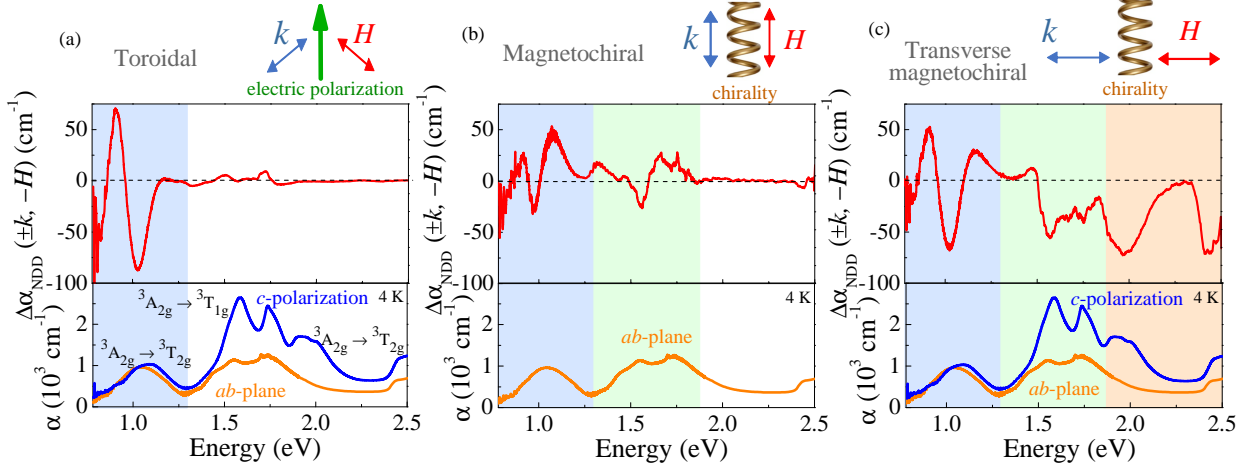 (a)
Toroidal
k
H
electric polarization
(b)
Magnetochiral
k
H
chirality
(c)
Transverse
magnetochiral
k
H
chirality
Δα_NDD (±k, −H) (cm⁻¹)
50
0
-50
-100
Δα_NDD (±k, −H) (cm⁻¹)
50
0
-50
-100
Δα_NDD (±k, −H) (cm⁻¹)
50
0
-50
-100
α (10³ cm⁻¹)
2
1
0
³A₂g → ³T₁g
c-polarization
4 K
³A₂g → ³T₂g
³A₂g → ³T₂g
ab-plane
1.0
1.5
2.0
2.5
Energy (eV)
α (10³ cm⁻¹)
2
1
0
4 K
ab-plane
1.0
1.5
2.0
2.5
Energy (eV)
α (10³ cm⁻¹)
2
1
0
c-polarization
4 K
ab-plane
1.0
1.5
2.0
2.5
Energy (eV)